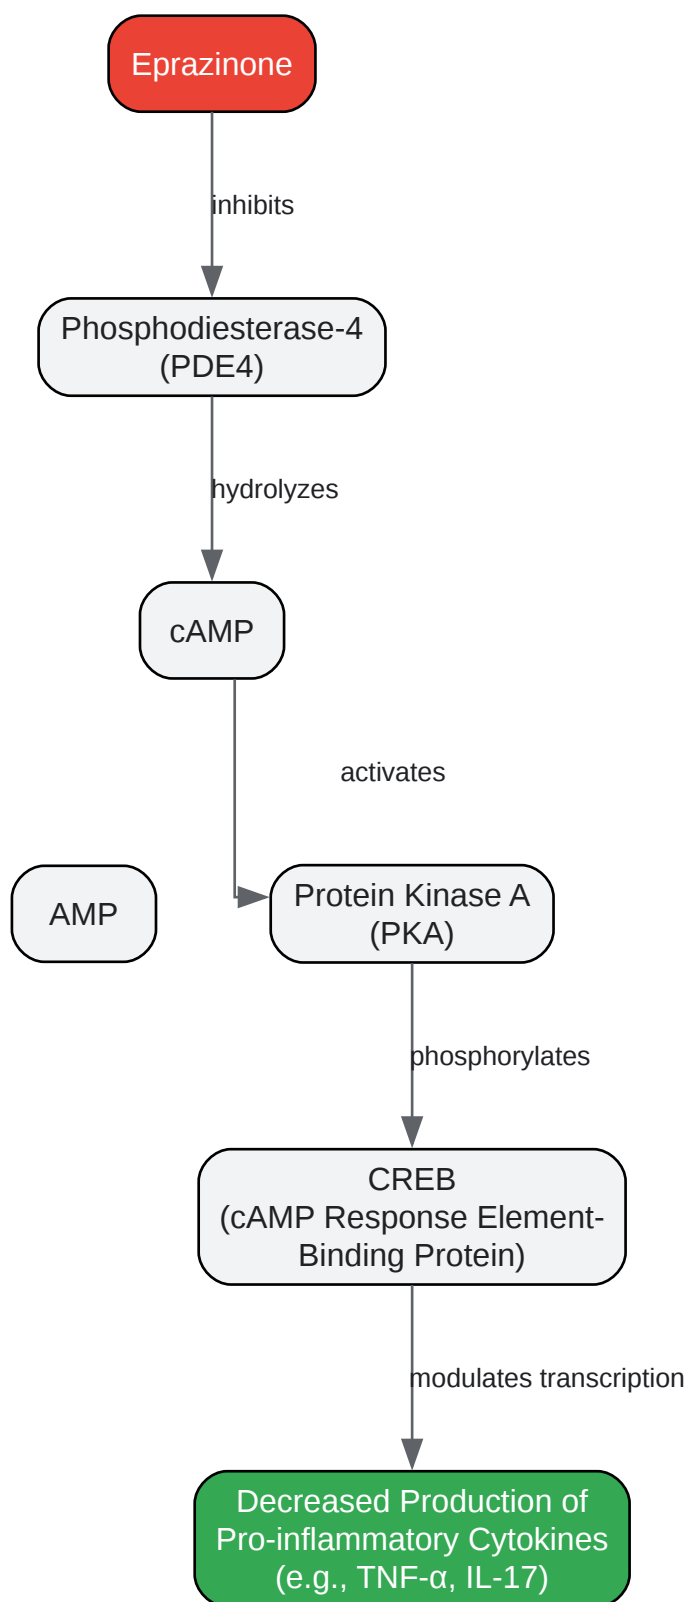 Eprazinone
inhibits
Phosphodiesterase-4
(PDE4)
hydrolyzes
cAMP
activates
AMP
Protein Kinase A
(PKA)
phosphorylates
CREB
(cAMP Response Element-
Binding Protein)
modulates transcription
Decreased Production of
Pro-inflammatory Cytokines
(e.g., TNF-α, IL-17)